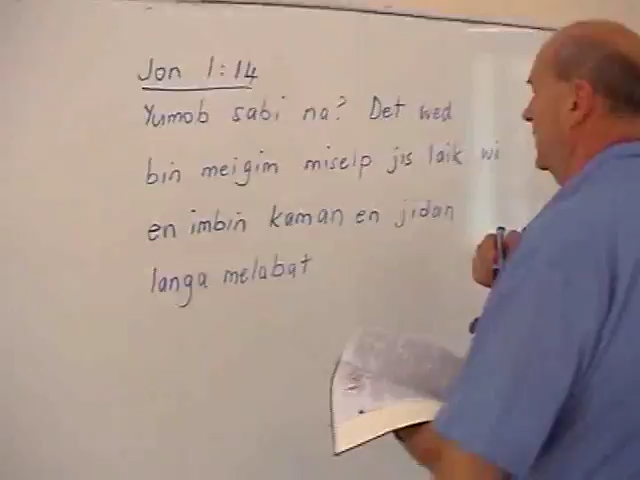 Jon 1:14
Yumob sabi na? Det wed
bin meigim miselp jis laik wi
en imbin kaman en jidan
langa melabat